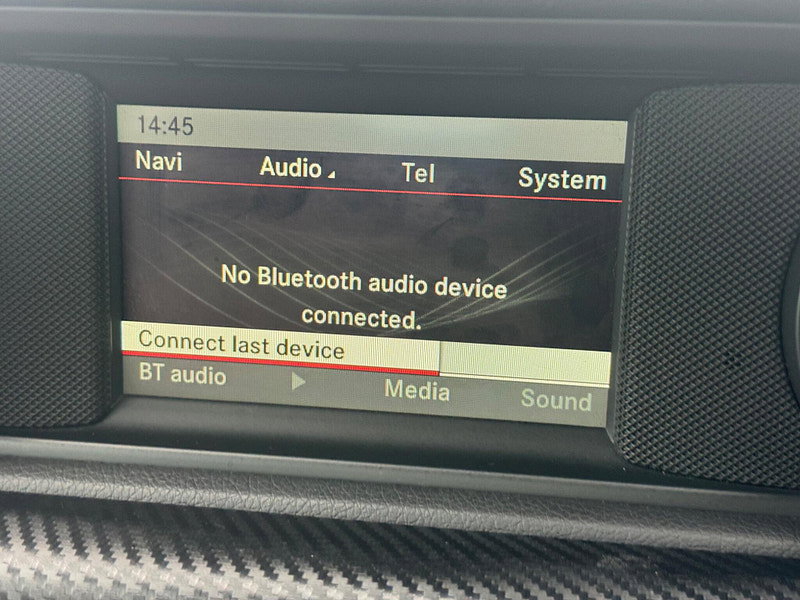 14:45
Navi Audio Tel System
No Bluetooth audio device
connected.
Connect last device
BT audio Media Sound